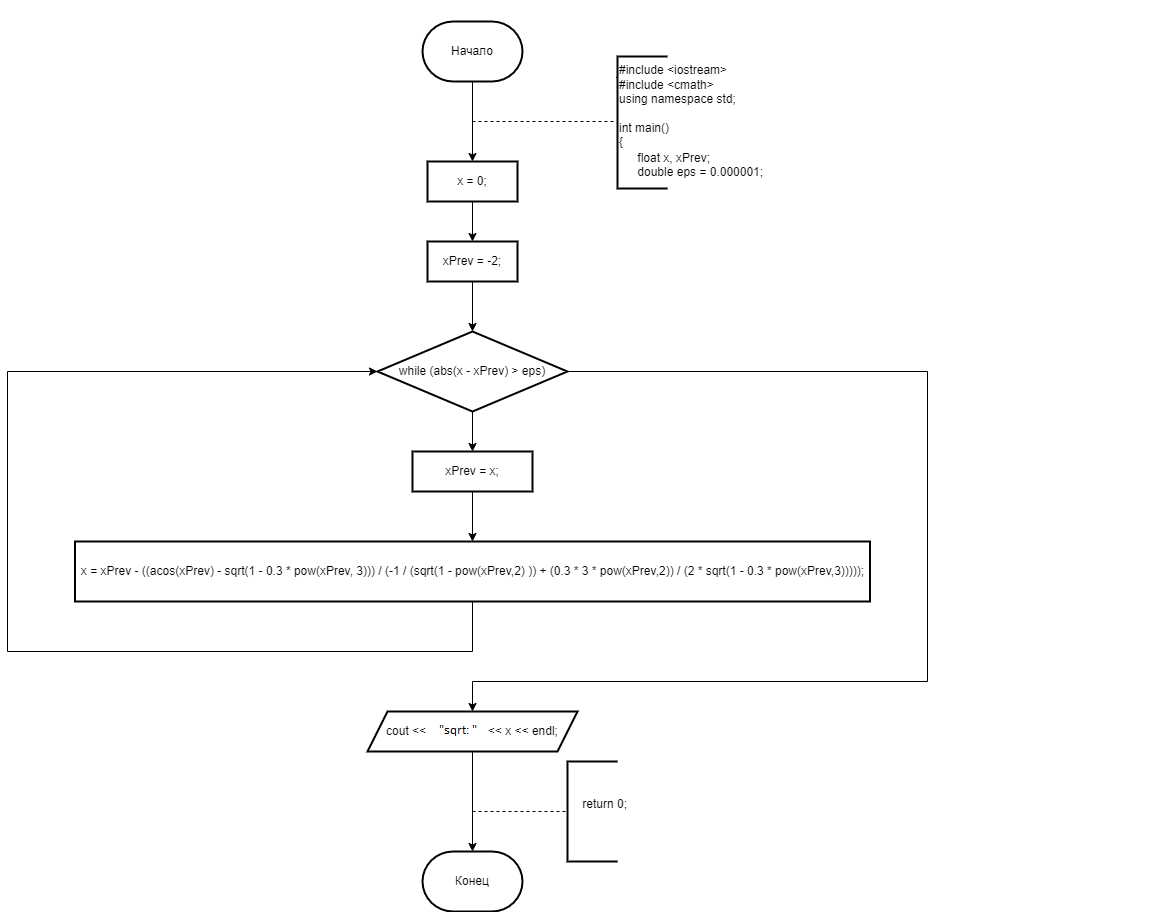 Начало
#include <iostream>
#include <cmath>
using namespace std;
int main()
{
float x, xPrev;
double eps = 0.000001;
x = 0;
xPrev = -2;
while (abs(x - xPrev) > eps)
xPrev = x;
x = xPrev - ((acos(xPrev) - sqrt(1 - 0.3 * pow(xPrev, 3))) / (-1 / (sqrt(1 - pow(xPrev,2) )) + (0.3 * 3 * pow(xPrev,2)) / (2 * sqrt(1 - 0.3 * pow(xPrev,3)))));
cout << "sqrt: " << x << endl;
return 0;
Конец